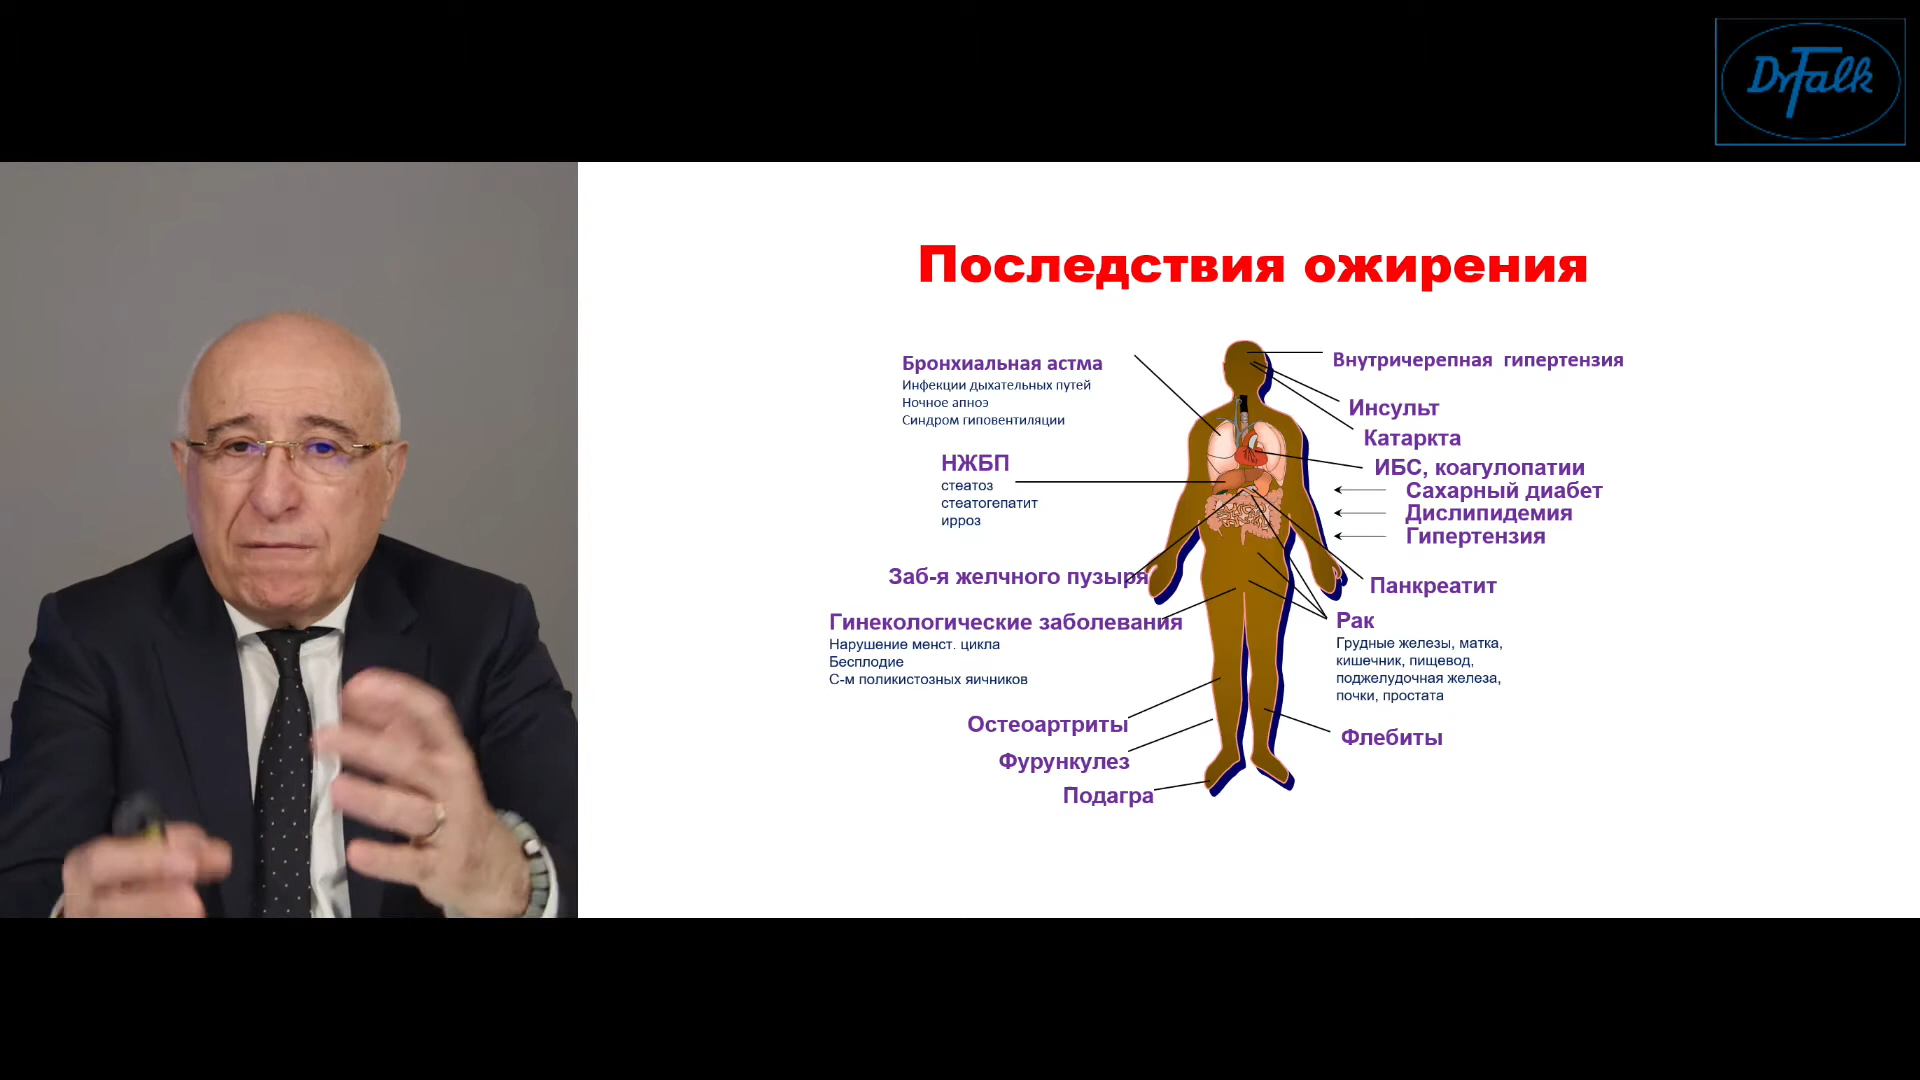 Dr Falk
Последствия ожирения
Бронхиальная астма
Инфекции дыхательных путей
Ночное апноэ
Синдром гиповентиляции
НЖБП
стеатоз
стеатогепатит
ирроз
Заб-я желчного пузыря
Гинекологические заболевания
Нарушение менст. цикла
Бесплодие
С-м поликистозных яичников
Остеоартриты
Фурункулез
Подагра
Внутричерепная гипертензия
Инсульт
Катаркта
ИБС, коагулопатии
Сахарный диабет
Дислипидемия
Гипертензия
Панкреатит
Рак
Грудные железы, матка,
кишечник, пищевод,
поджелудочная железа,
почки, простата
Флебиты